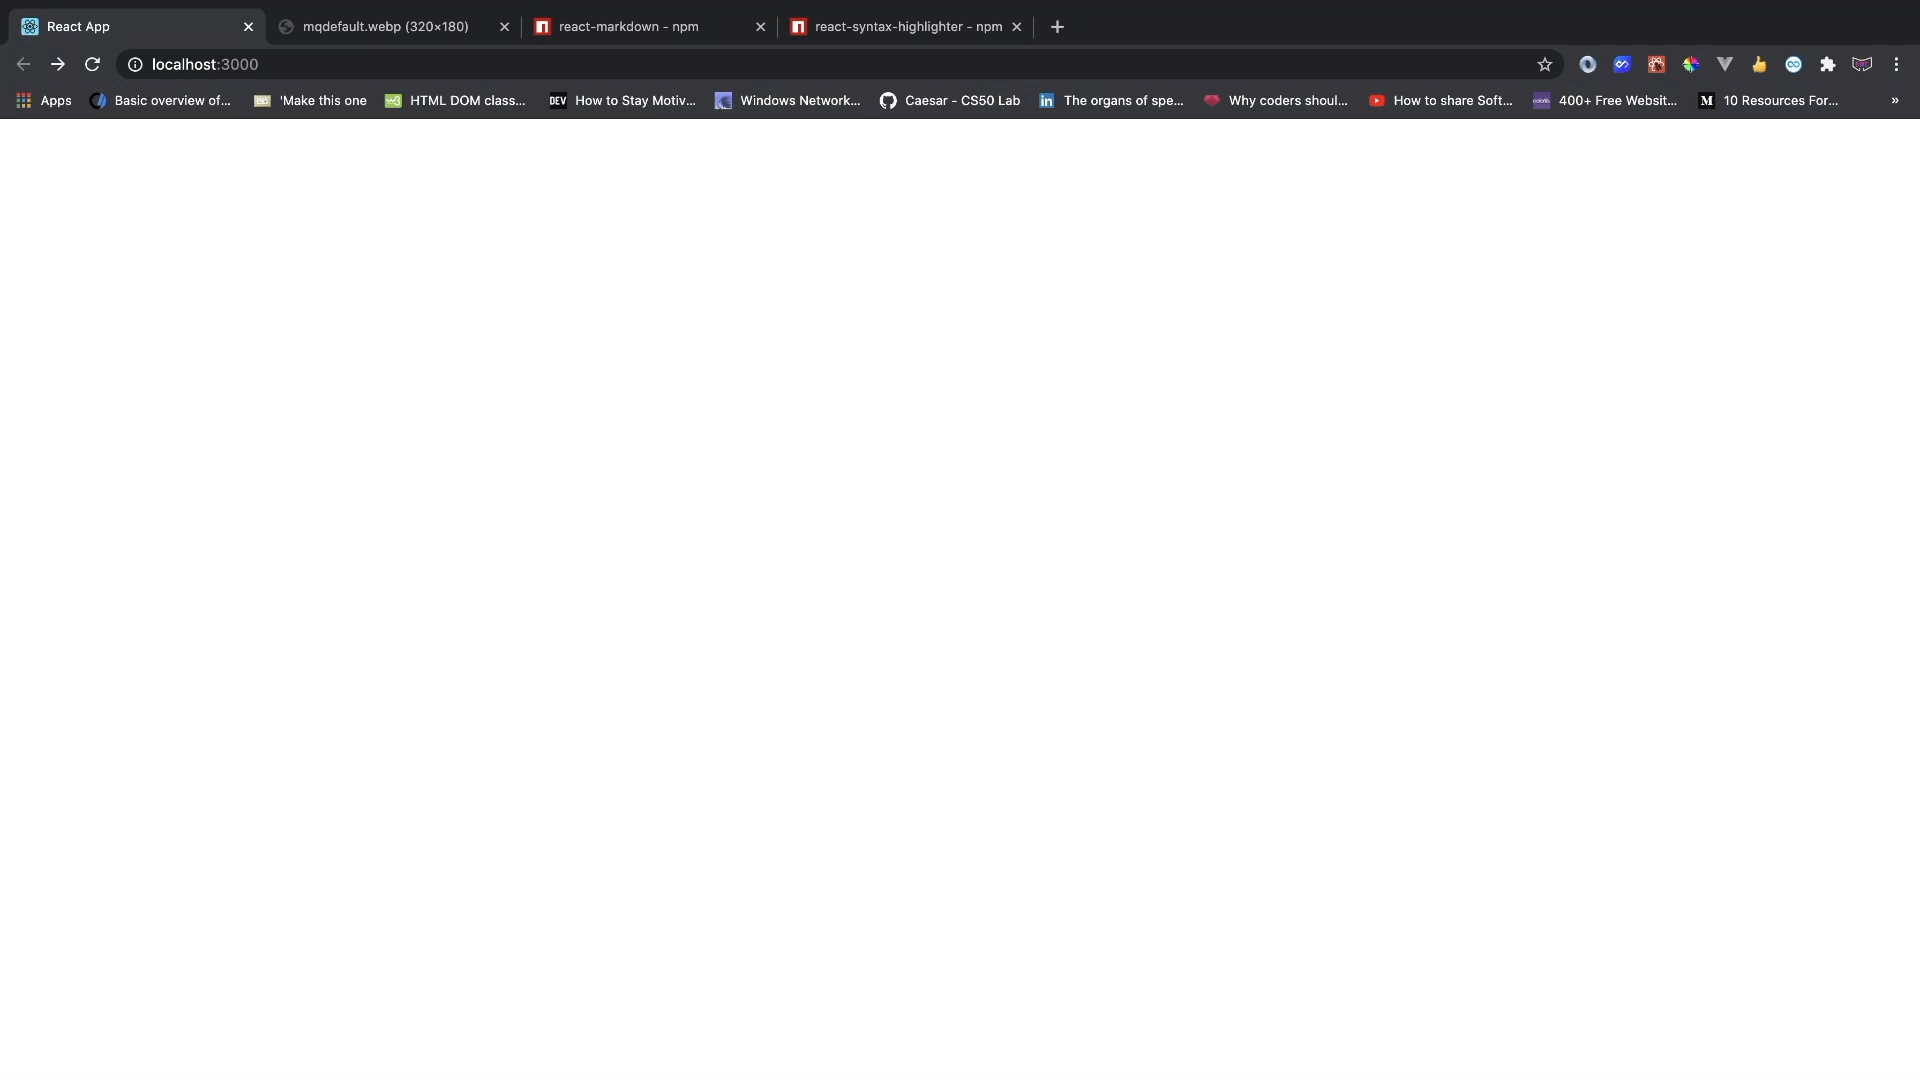 React App
mqdefault.webp (320×180)
react-markdown - npm
react-syntax-highlighter - npm
localhost:3000
Apps
Basic overview of...
'Make this one
HTML DOM class...
DEV
How to Stay Motiv...
Windows Network...
Caesar - CS50 Lab
in
The organs of spe...
Why coders shoul...
How to share Soft...
400+ Free Websit...
M
10 Resources For...
»